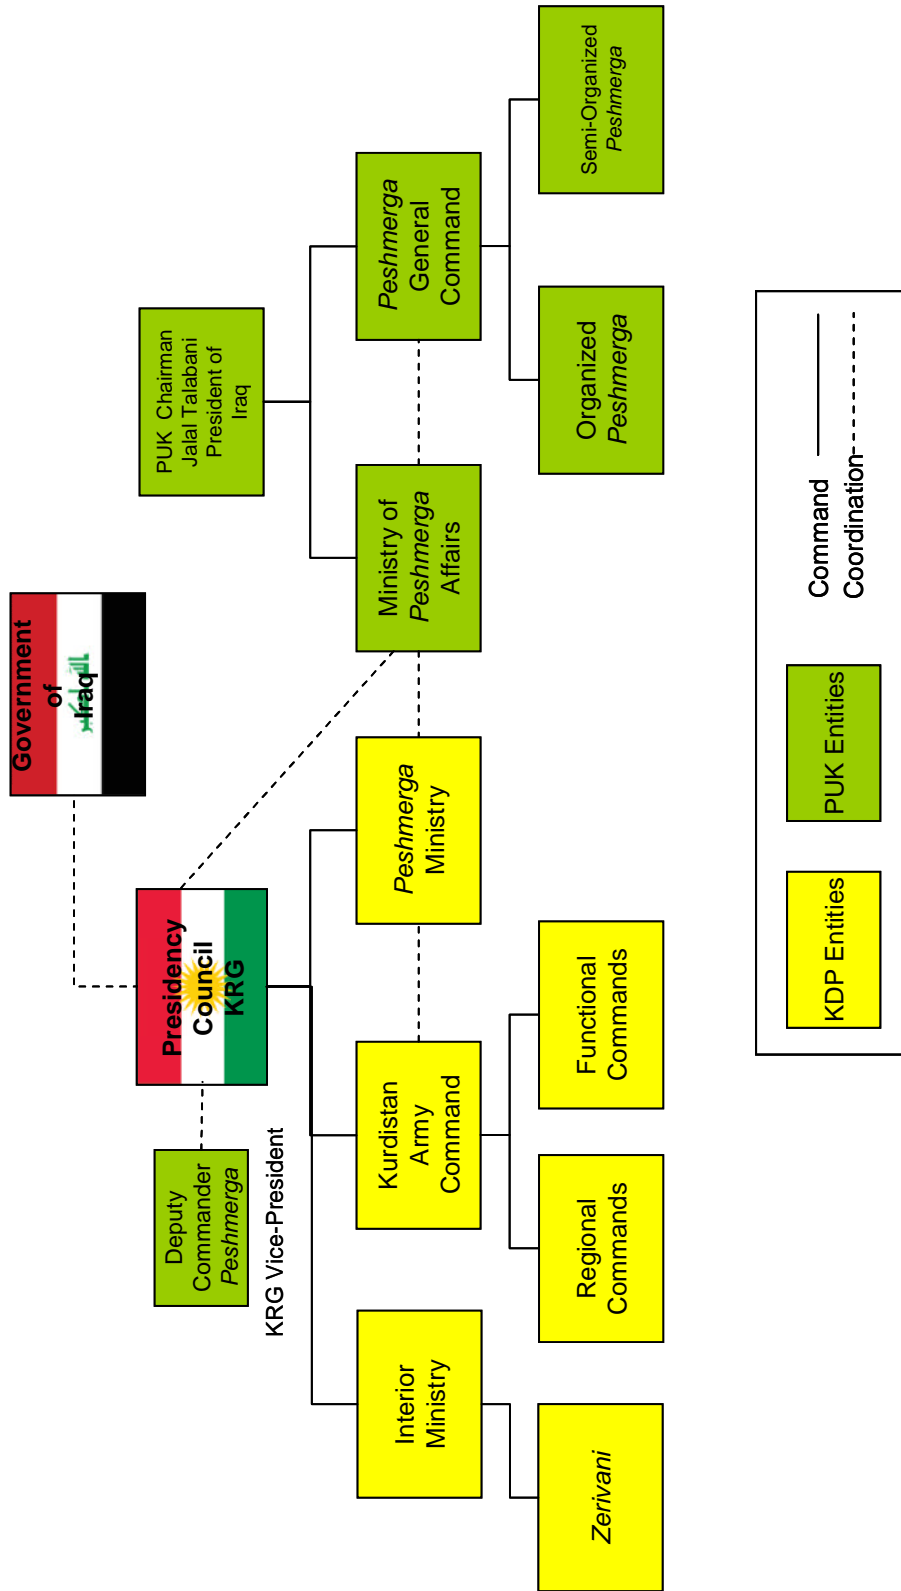 Government
of
Iraq
Presidency
Council
KRG
Deputy
Commander
Peshmerga
KRG Vice-President
PUK Chairman
Jalal Talabani
President of
Iraq
Interior
Ministry
Kurdistan
Army
Command
Peshmerga
Ministry
Ministry of
Peshmerga
Affairs
Peshmerga
General
Command
Zerivani
Regional
Commands
Functional
Commands
Organized
Peshmerga
Semi-Organized
Peshmerga
KDP Entities
PUK Entities
Command
Coordination